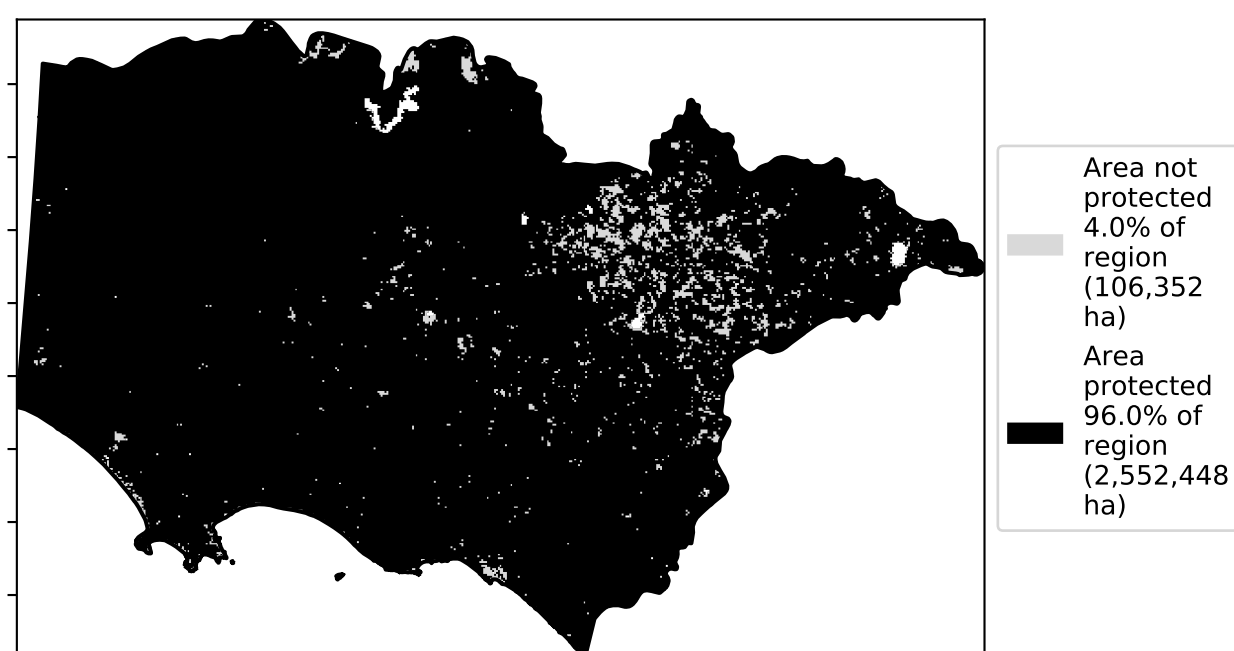 Area not
protected
4.0% of
region
(106,352
ha)
Area
protected
96.0% of
region
(2,552,448
ha)